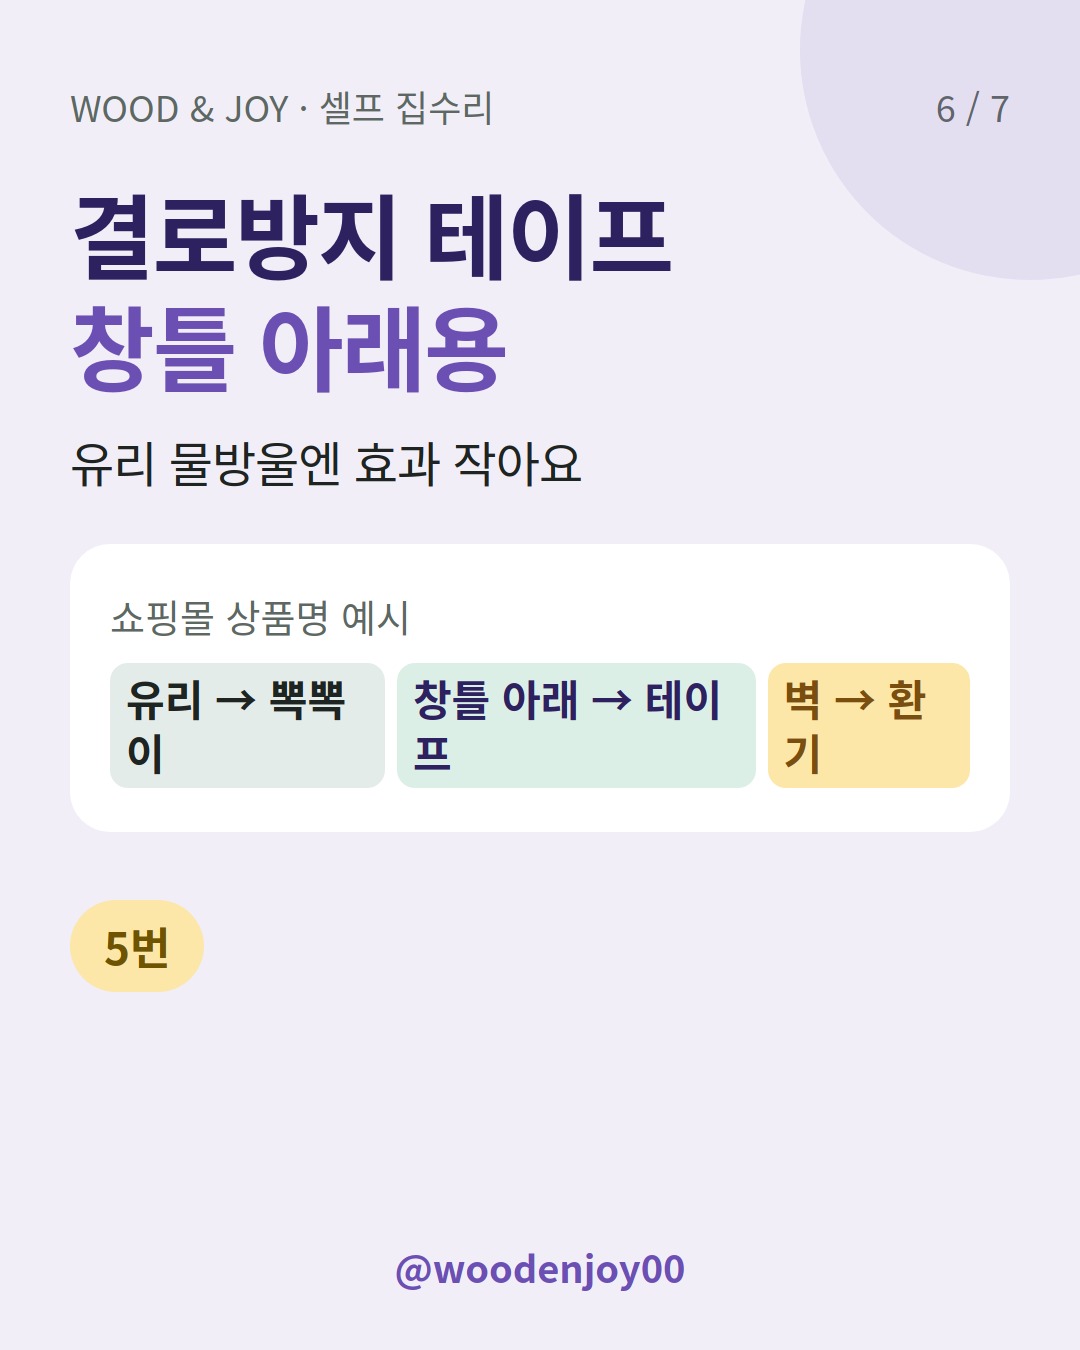 WOOD & JOY · 셀프 집수리
6 / 7
결로방지 테이프
창틀 아래용
유리 물방울엔 효과 작아요
쇼핑몰 상품명 예시
유리 → 뽁뽁
이
창틀 아래 → 테이
프
벽 → 환
기
5번
@woodenjoy00